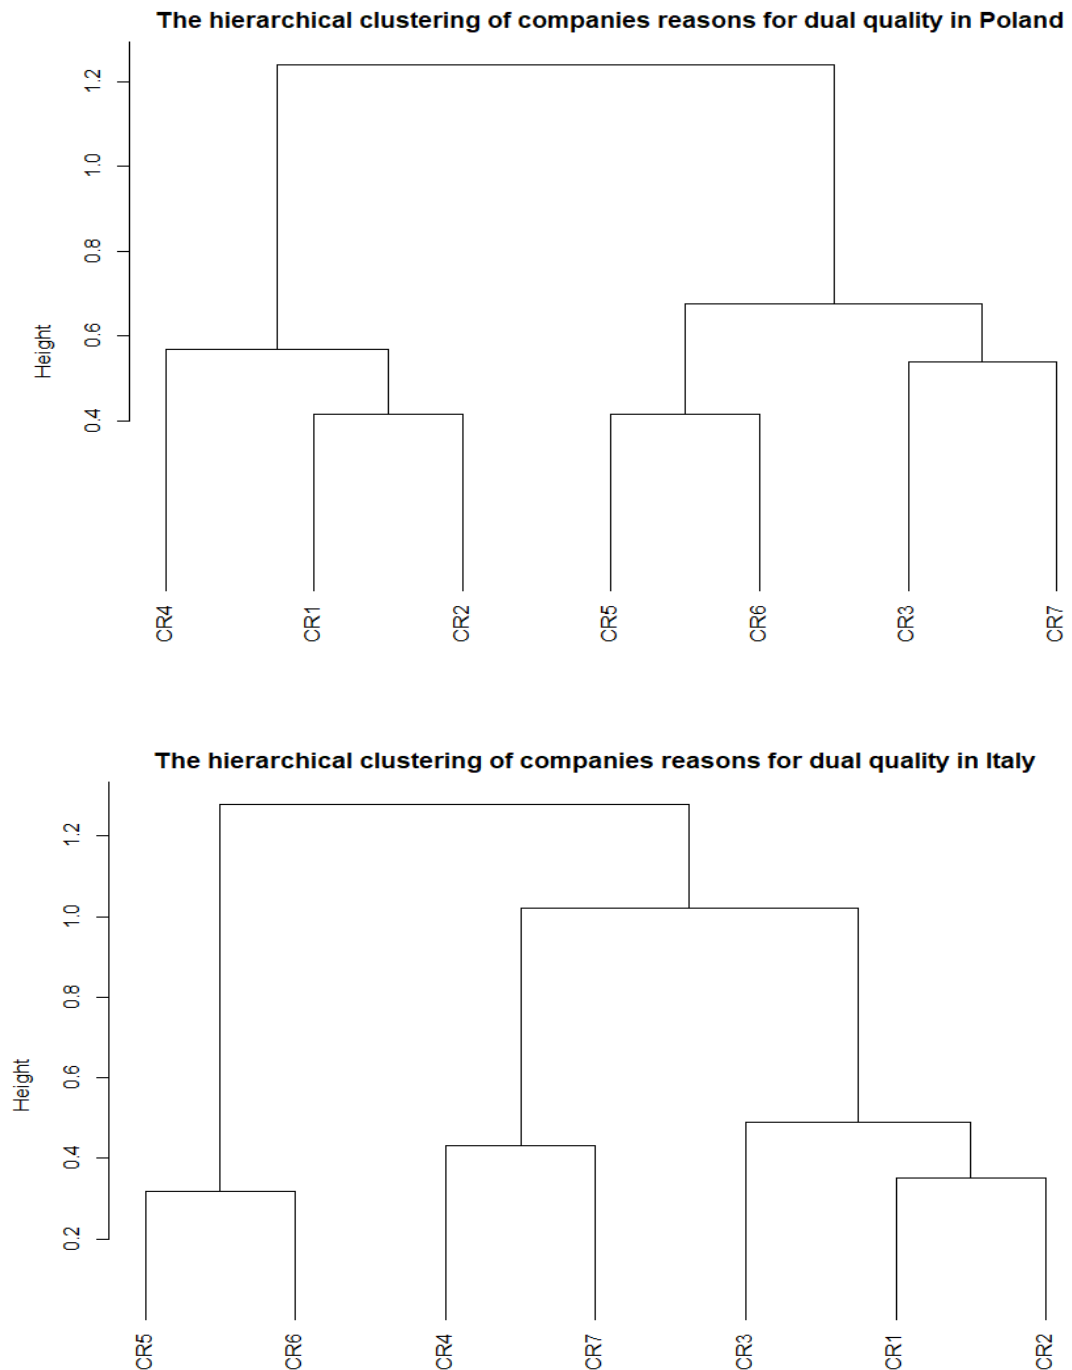 The hierarchical clustering of companies reasons for dual quality in Poland
1.2
1.0
0.8
0.6
0.4
Height
CR4 CR1 CR2 CR5 CR6 CR3 CR7
The hierarchical clustering of companies reasons for dual quality in Italy
1.2
1.0
0.8
0.6
0.4
0.2
Height
CR5 CR6 CR4 CR7 CR3 CR1 CR2